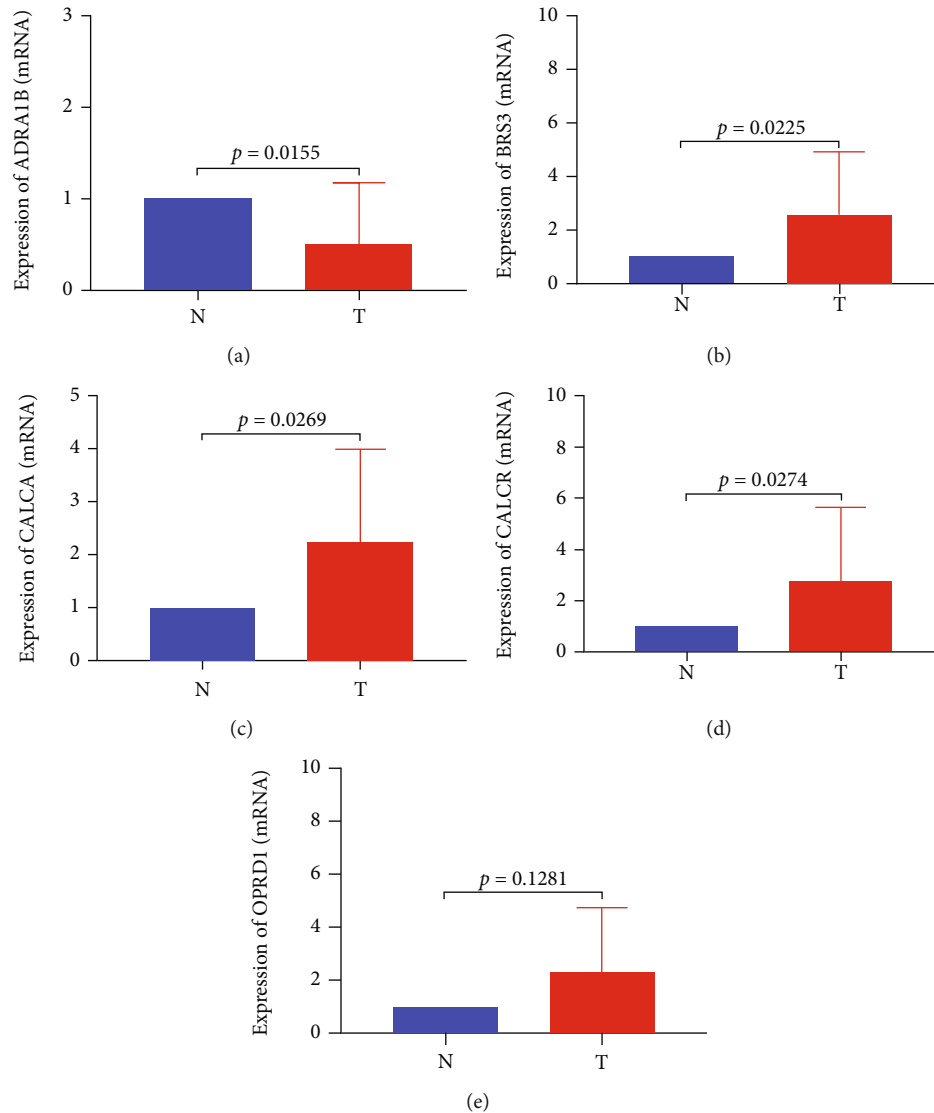 Expression of ADRA1B (mRNA)
3
2
1
0
p = 0.0155
N
T
(a)
Expression of BRS3 (mRNA)
10
8
6
4
2
0
p = 0.0225
N
T
(b)
Expression of CALCA (mRNA)
5
4
3
2
1
0
p = 0.0269
N
T
(c)
Expression of CALCR (mRNA)
10
8
6
4
2
0
p = 0.0274
N
T
(d)
Expression of OPRD1 (mRNA)
10
8
6
4
2
0
p = 0.1281
N
T
(e)